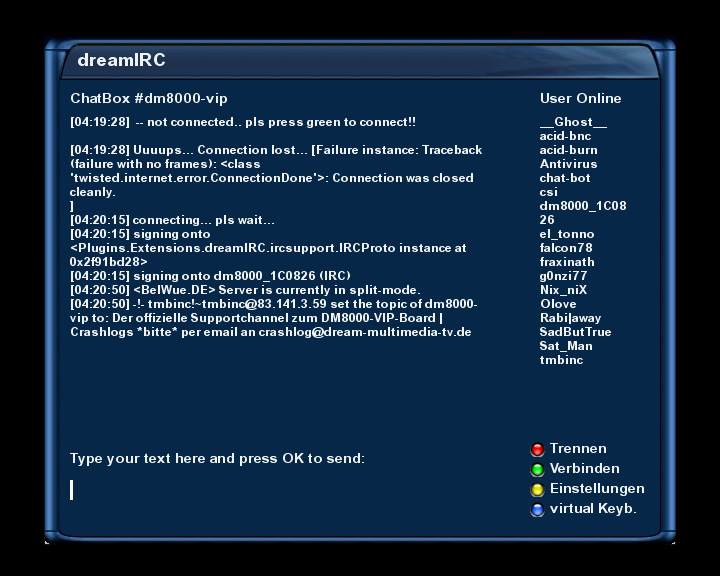 dreamIRC
ChatBox #dm8000-vip
[04:19:28]  -- not connected.. pls press green to connect!!
[04:19:28] Uuuups... Connection lost... [Failure instance: Traceback
(failure with no frames): <class
'twisted.internet.error.ConnectionDone'>: Connection was closed
cleanly.
]
[04:20:15] connecting... pls wait...
[04:20:15] signing onto
<Plugins.Extensions.dreamIRC.ircsupport.IRCProto instance at
0x2f91bd28>
[04:20:15] signing onto dm8000_1C0826 (IRC)
[04:20:50] <BelWue.DE> Server is currently in split-mode.
[04:20:50] -!- tmbinc!~tmbinc@83.141.3.59 set the topic of dm8000-
vip to: Der offizielle Supportchannel zum DM8000-VIP-Board |
Crashlogs *bitte* per email an crashlog@dream-multimedia-tv.de
User Online
__Ghost__
acid-bnc
acid-burn
Antivirus
chat-bot
csi
dm8000_1C08
26
el_tonno
falcon78
fraxinath
g0nzi77
Nix_niX
Olove
Rabi|away
SadButTrue
Sat_Man
tmbinc
Type your text here and press OK to send:
Trennen
Verbinden
Einstellungen
virtual Keyb.